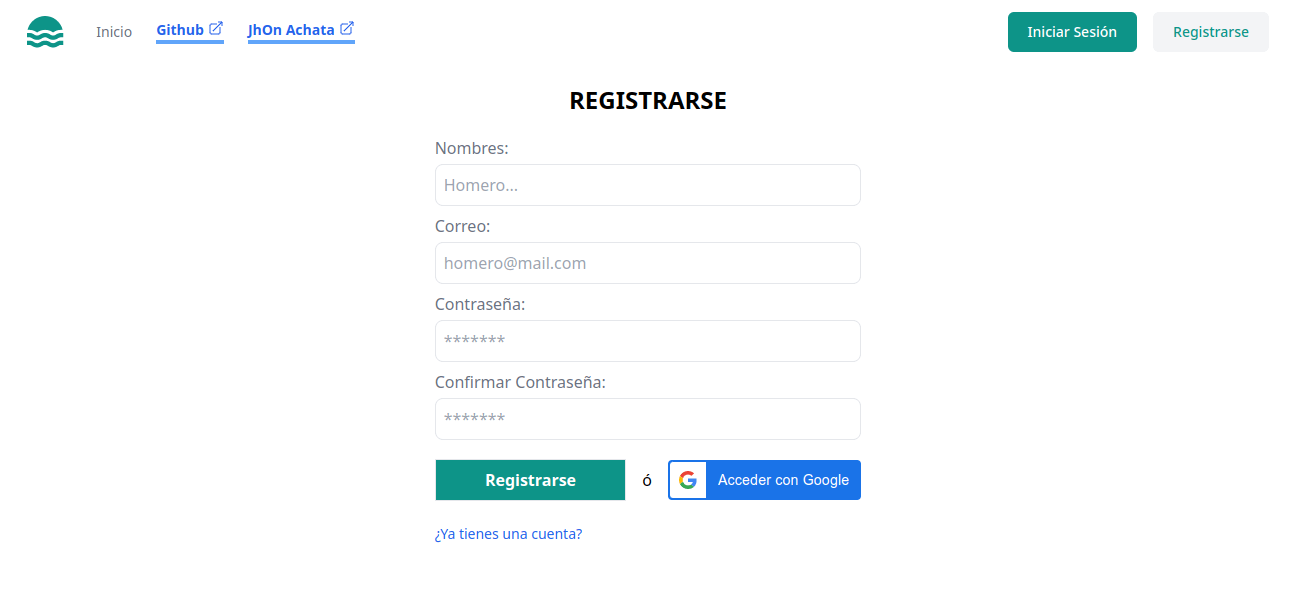 Inicio Github JhOn Achata Iniciar Sesión Registrarse
REGISTRARSE
Nombres:
Homero...
Correo:
homero@mail.com
Contraseña:
*******
Confirmar Contraseña:
*******
Registrarse ó Acceder con Google
¿Ya tienes una cuenta?